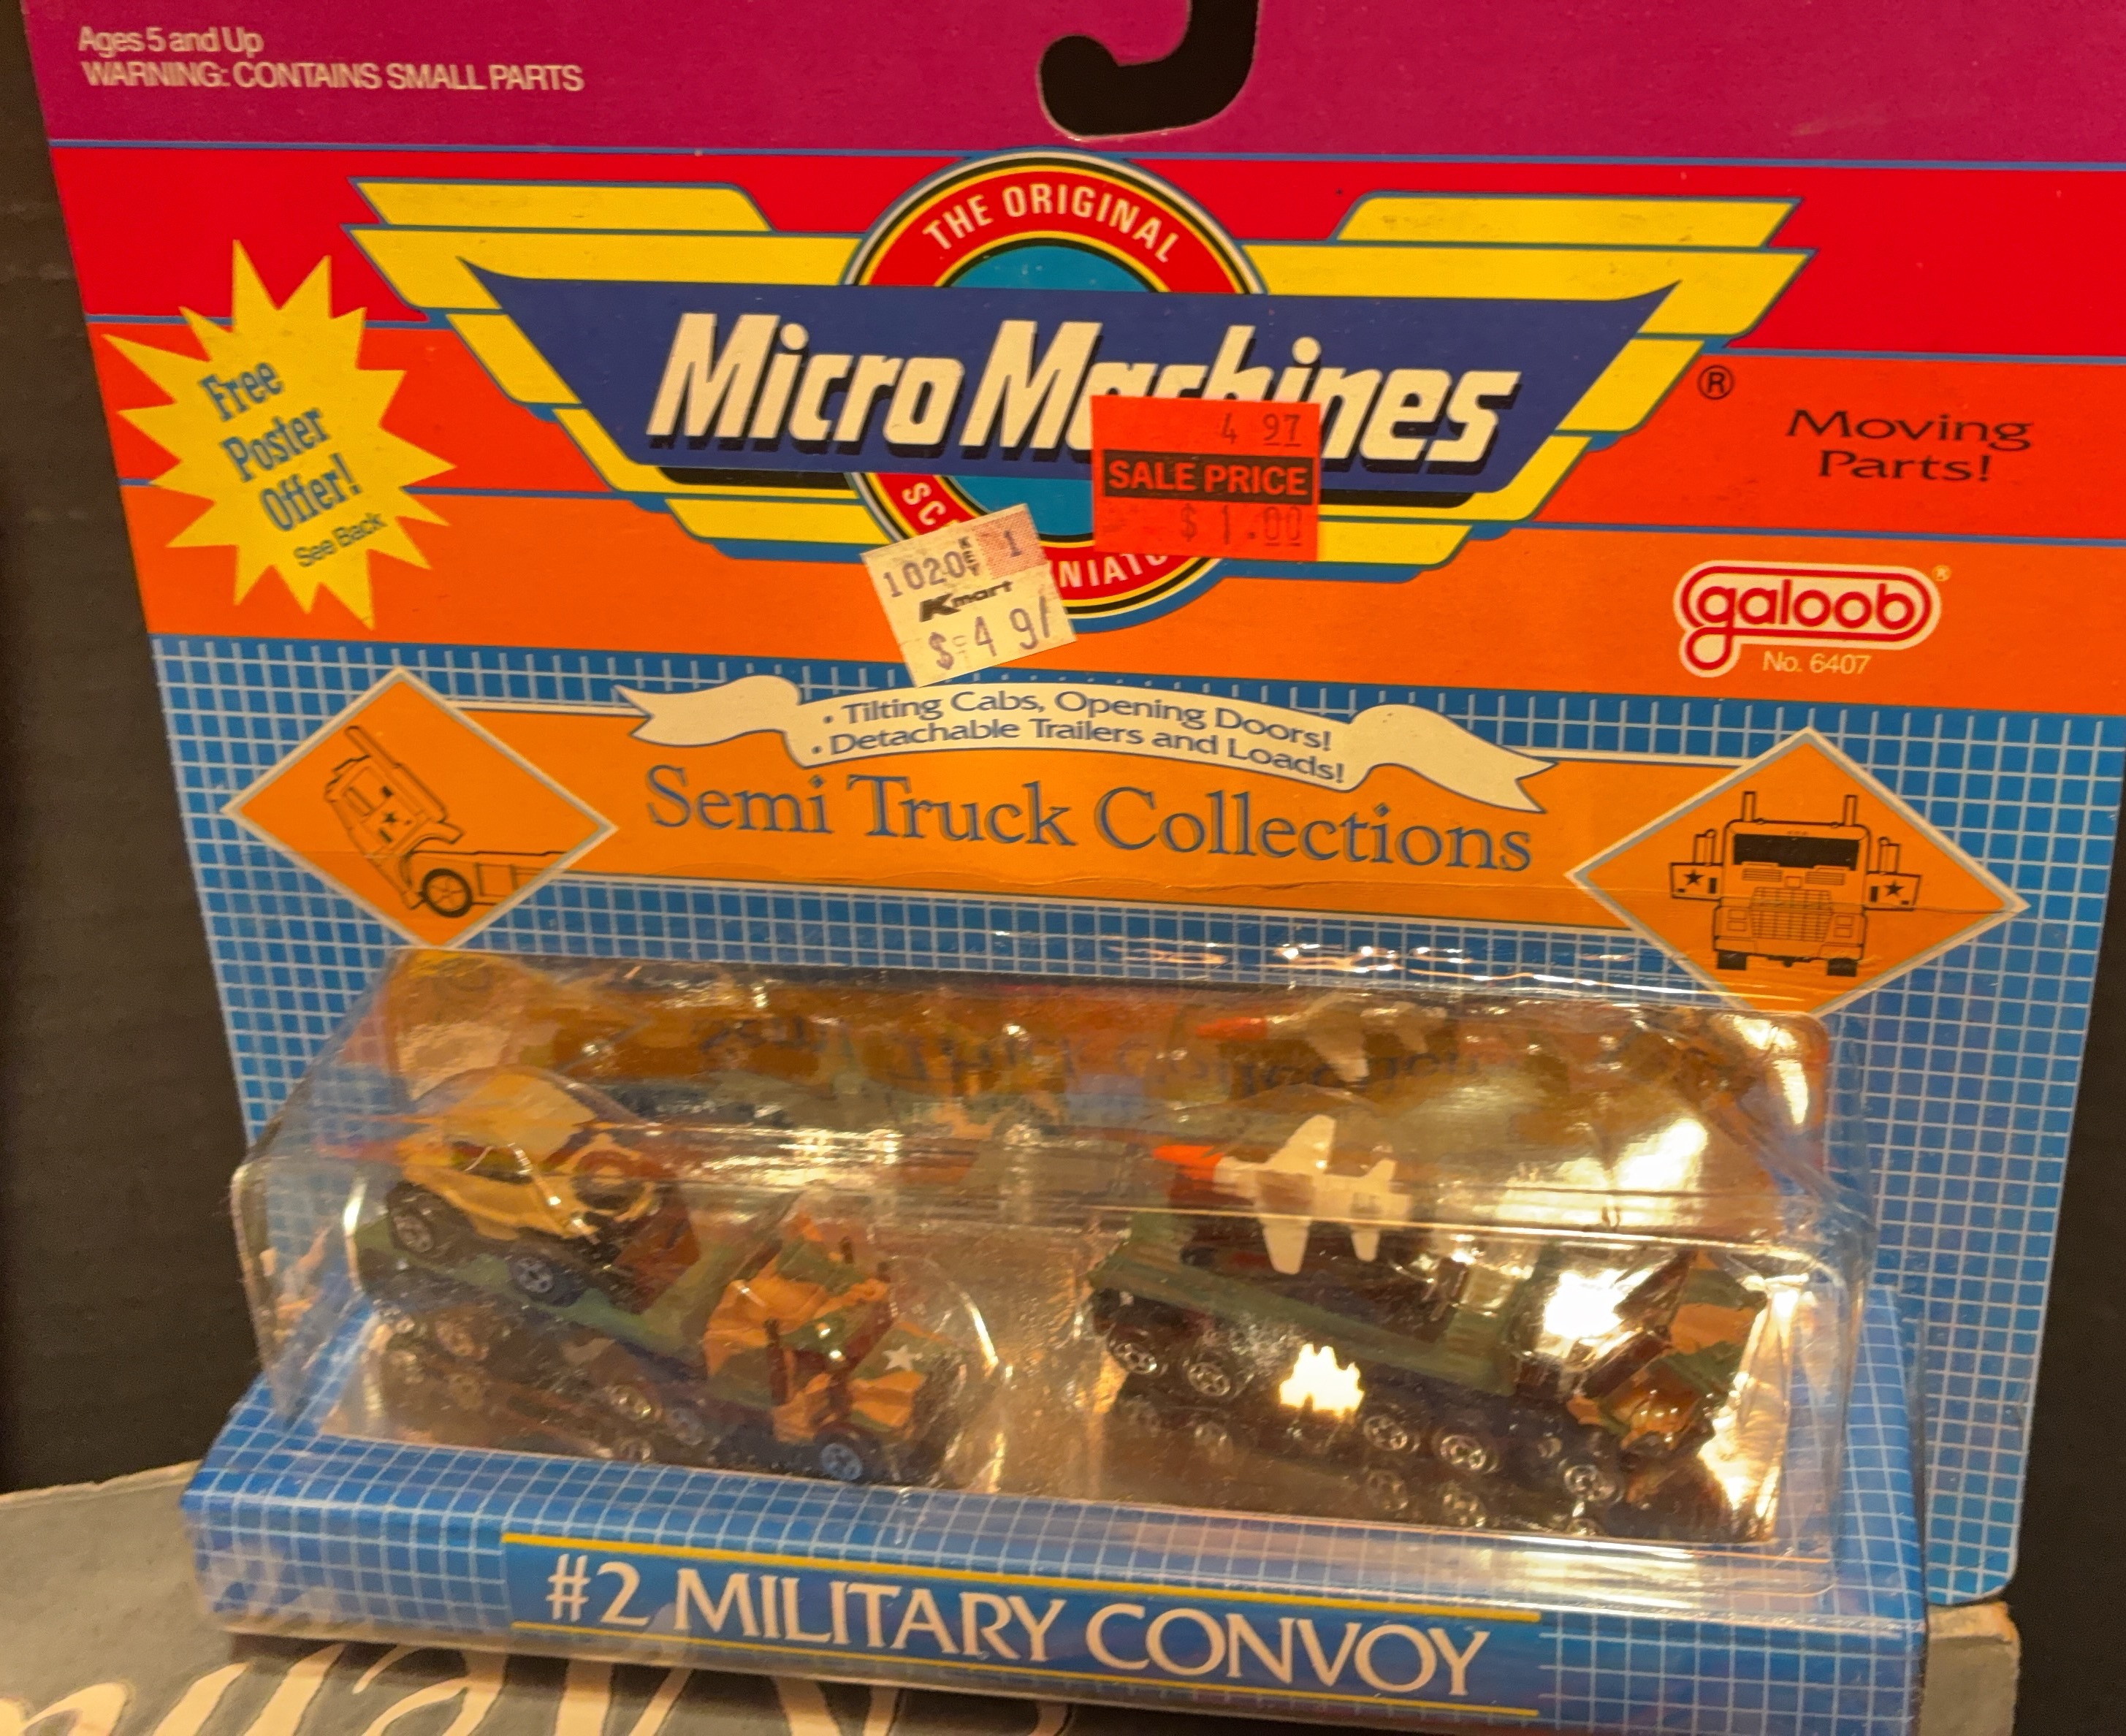 Ages 5 and Up
WARNING: CONTAINS SMALL PARTS
THE ORIGINAL
Micro Machines
®
Free
Poster
Offer!
See Back
4 97
SALE PRICE
$ 1.00
Moving
Parts!
1020 KEY 1
Kmart
galoob®
No. 6407
• Tilting Cabs, Opening Doors!
• Detachable Trailers and Loads!
Semi Truck Collections
#2 MILITARY CONVOY